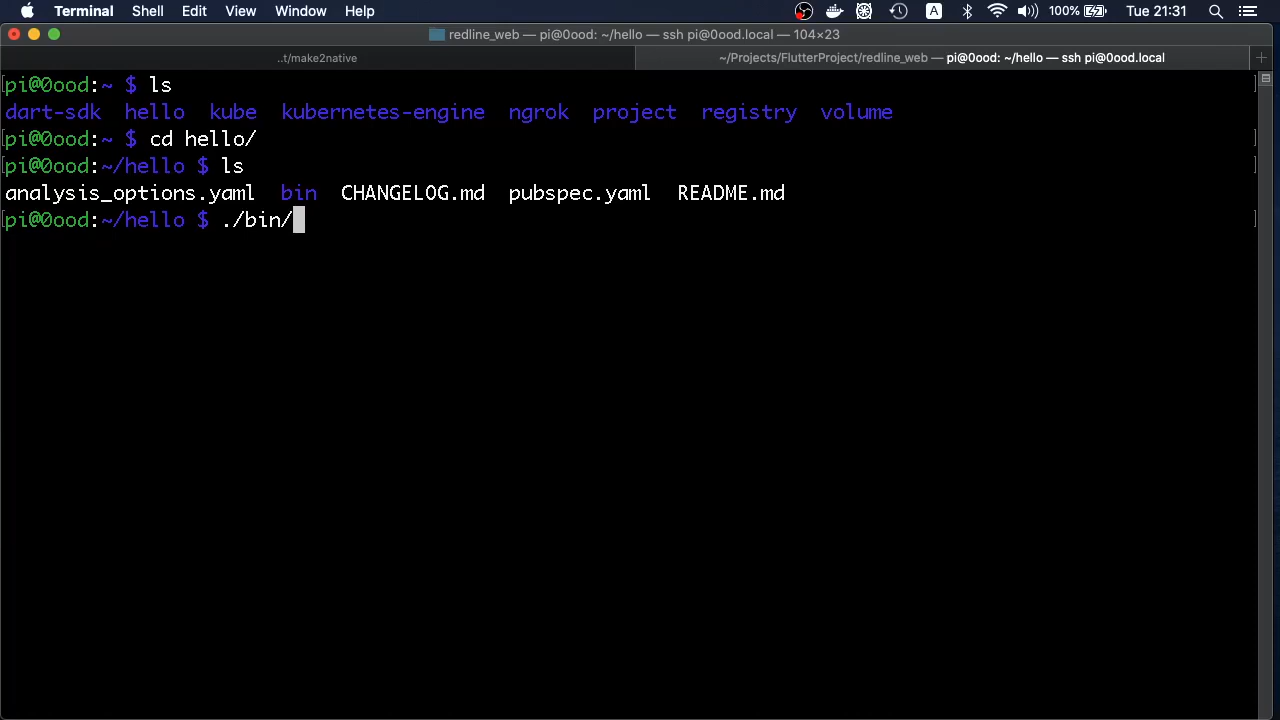 Terminal Shell Edit View Window Help A 100% Tue 21:31
redline_web — pi@0ood: ~/hello — ssh pi@0ood.local — 104×23
..t/make2native ~/Projects/FlutterProject/redline_web — pi@0ood: ~/hello — ssh pi@0ood.local +
[pi@0ood:~ $ ls ]
dart-sdk hello kube kubernetes-engine ngrok project registry volume
[pi@0ood:~ $ cd hello/ ]
[pi@0ood:~/hello $ ls ]
analysis_options.yaml bin CHANGELOG.md pubspec.yaml README.md
[pi@0ood:~/hello $ ./bin/ ]